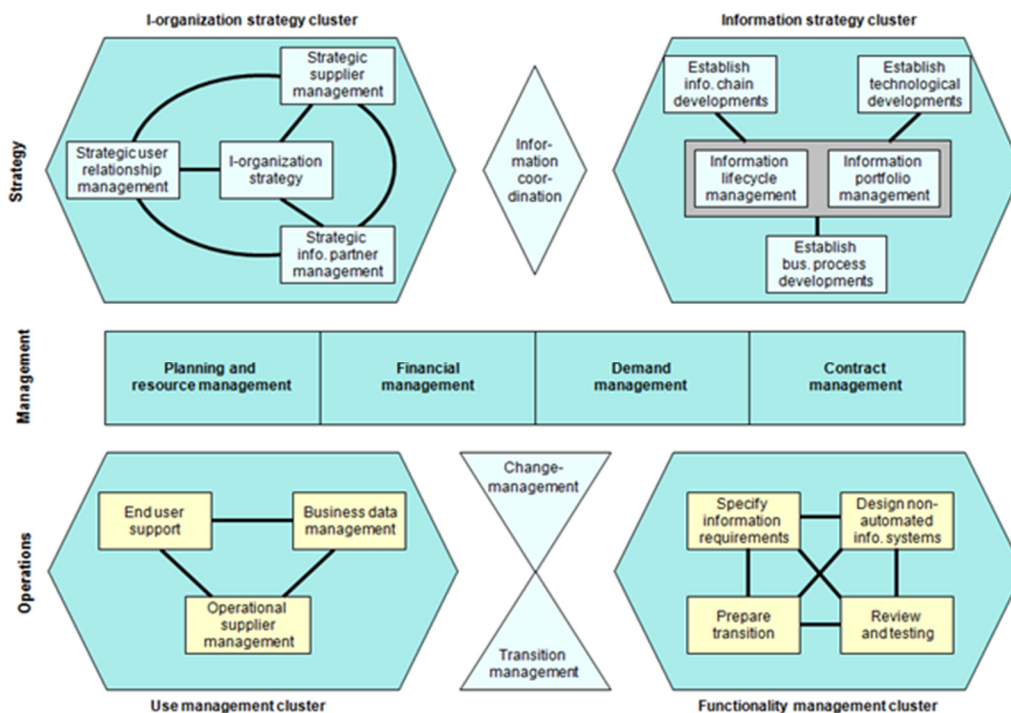 I-organization strategy cluster
Information strategy cluster
Strategy
Strategic
supplier
management
Strategic user
relationship
management
I-organization
strategy
Strategic
info. partner
management
Infor-
mation
coor-
dination
Establish
info. chain
developments
Establish
technological
developments
Information
lifecycle
management
Information
portfolio
management
Establish
bus. process
developments
Management
Planning and
resource management
Financial
management
Demand
management
Contract
management
Operations
End user
support
Business data
management
Operational
supplier
management
Change-
management
Transition
management
Specify
information
requirements
Design non-
automated
info. systems
Prepare
transition
Review
and testing
Use management cluster
Functionality management cluster